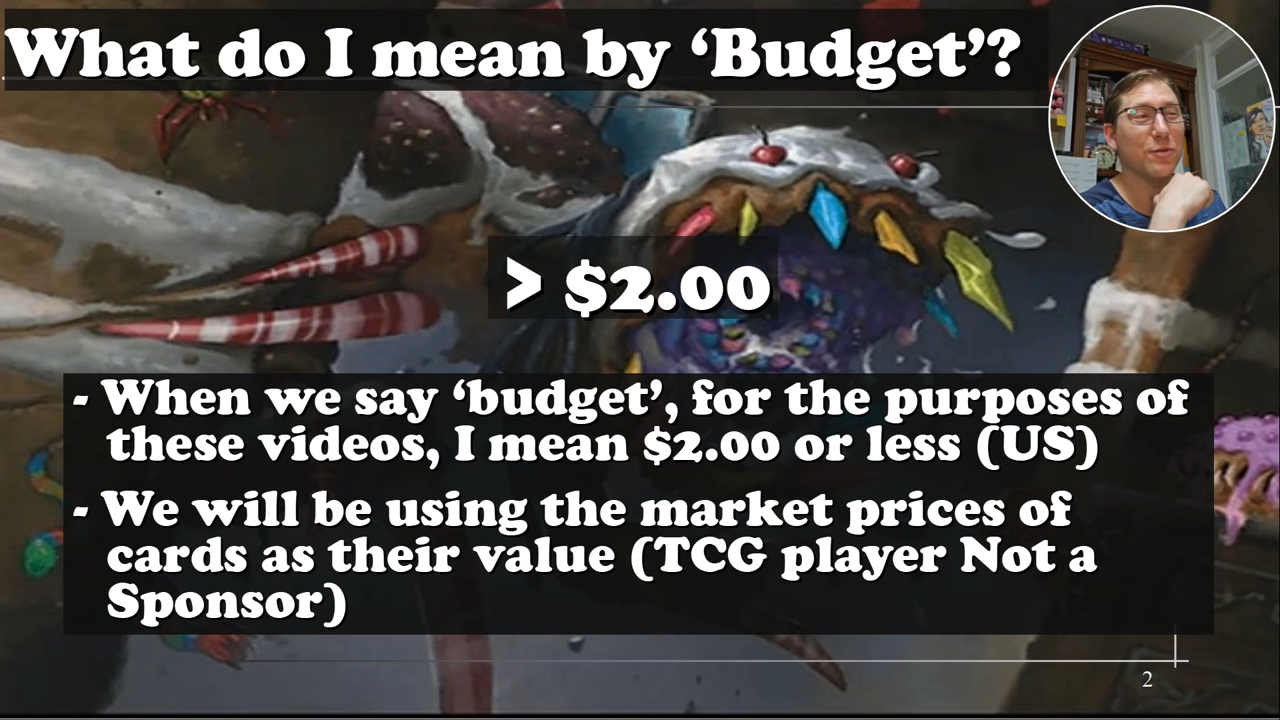 What do I mean by ‘Budget’?
> $2.00
- When we say ‘budget’, for the purposes of
these videos, I mean $2.00 or less (US)
- We will be using the market prices of
cards as their value (TCG player Not a
Sponsor)
2